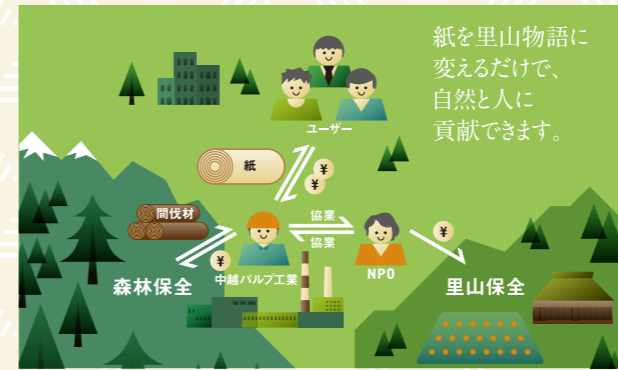 紙を里山物語に
変えるだけで、
自然と人に
貢献できます。
ユーザー
紙
¥
¥
間伐材
協業
協業
¥
¥
中越パルプ工業
NPO
森林保全
里山保全